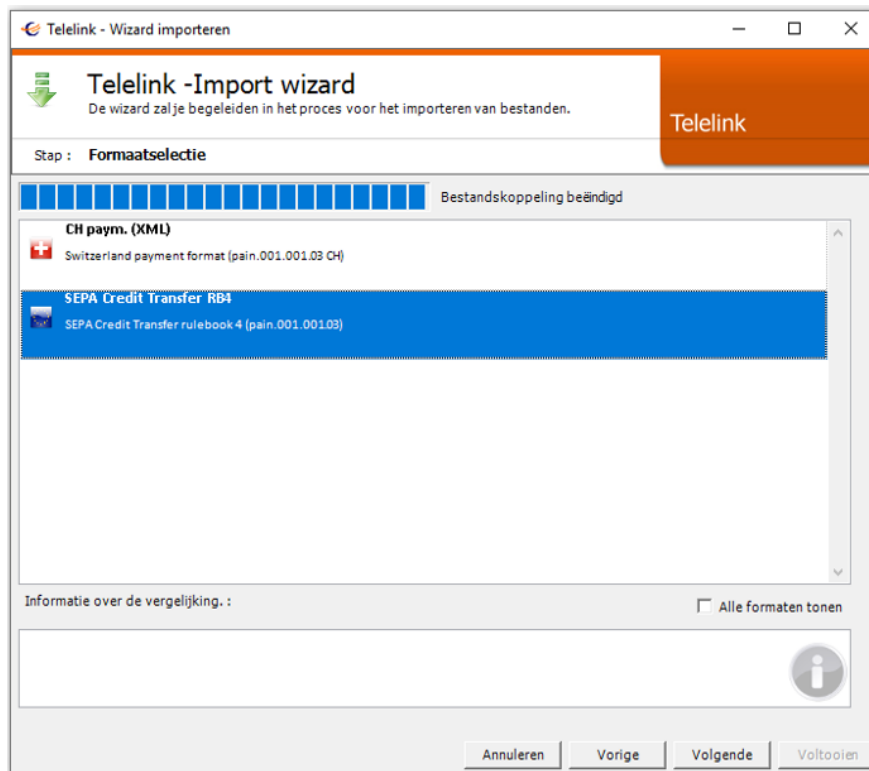 Telelink - Wizard importeren
Telelink -Import wizard
De wizard zal je begeleiden in het proces voor het importeren van bestanden.
Telelink
Stap : Formaatselectie
Bestandskoppeling beëindigd
CH paym. (XML)
Switzerland payment format (pain.001.001.03 CH)
SEPA Credit Transfer RB4
SEPA Credit Transfer rulebook 4 (pain.001.001.03)
Informatie over de vergelijking. :
Alle formaten tonen
Annuleren Vorige Volgende Voltooien